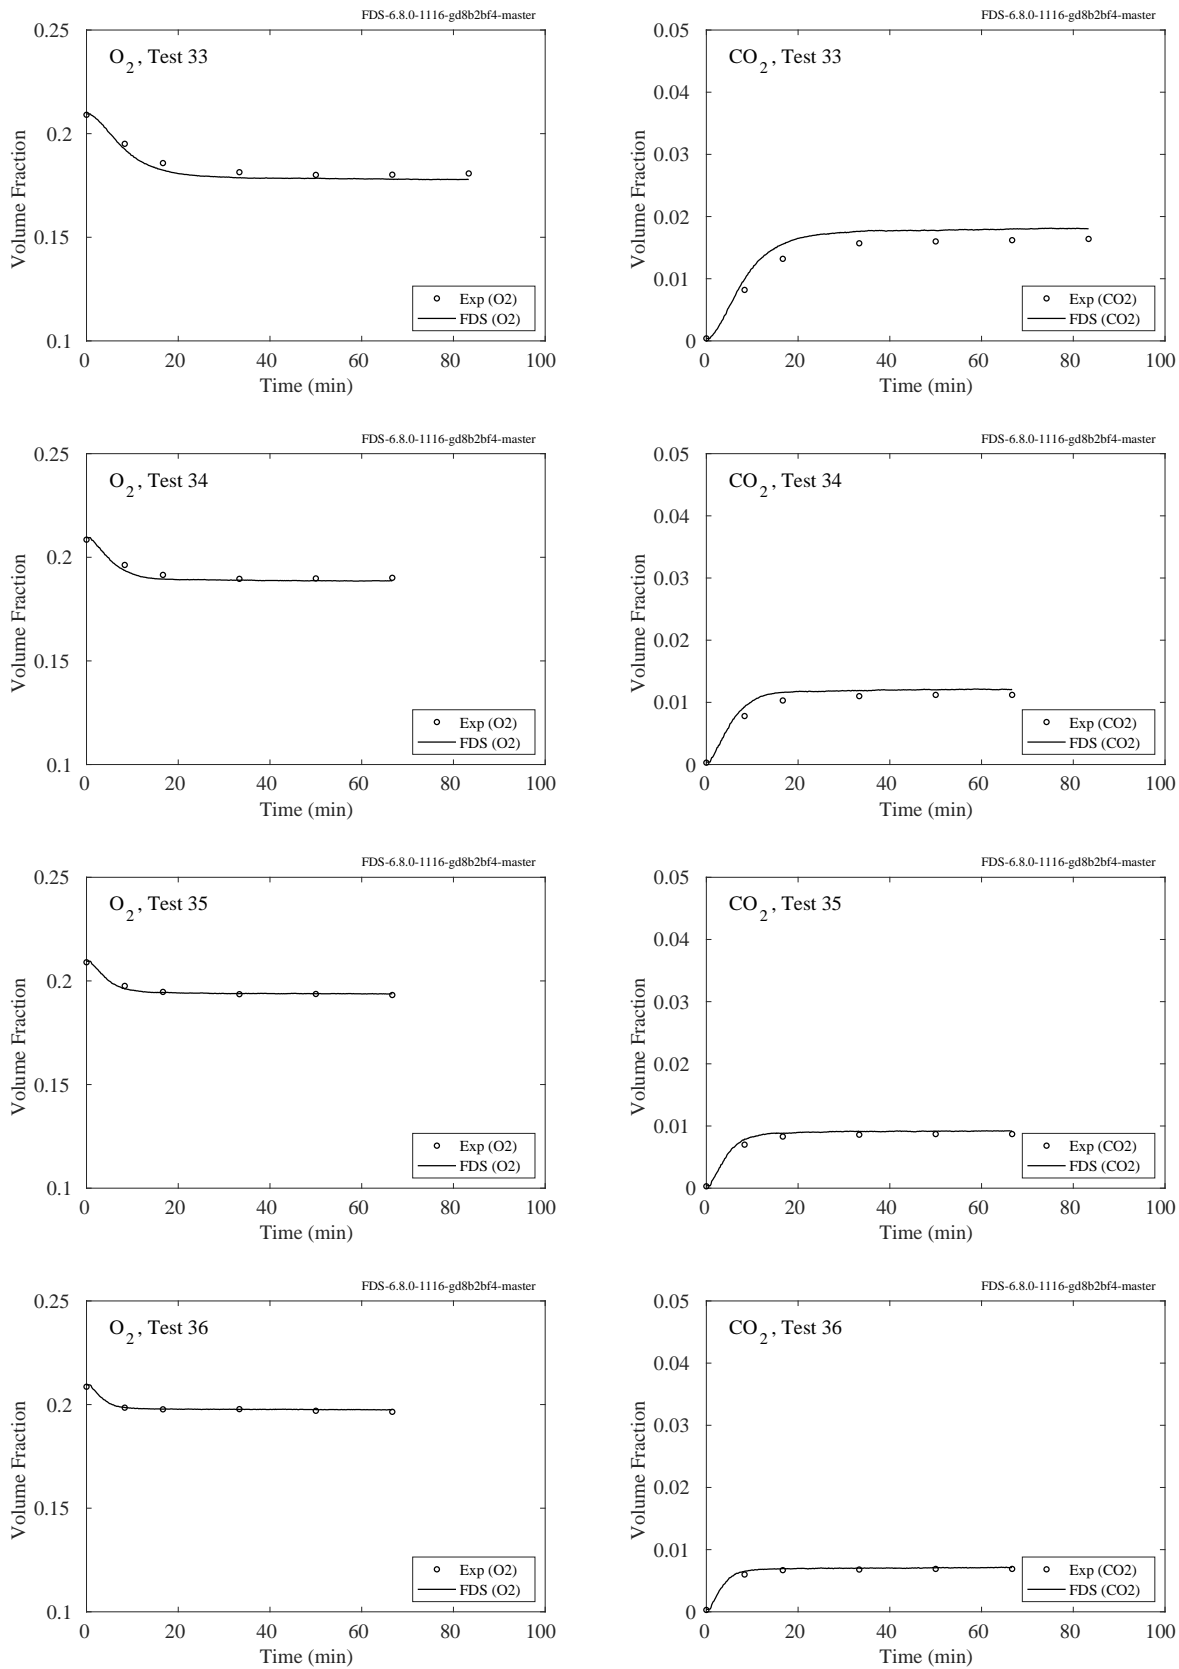 FDS-6.8.0-1116-gd8b2bf4-master
O2, Test 33
0.25
0.2
0.15
0.1
Volume Fraction
Exp (O2)
FDS (O2)
0 20 40 60 80 100
Time (min)
FDS-6.8.0-1116-gd8b2bf4-master
CO2, Test 33
0.05
0.04
0.03
0.02
0.01
0
Volume Fraction
Exp (CO2)
FDS (CO2)
0 20 40 60 80 100
Time (min)
FDS-6.8.0-1116-gd8b2bf4-master
O2, Test 34
0.25
0.2
0.15
0.1
Volume Fraction
Exp (O2)
FDS (O2)
0 20 40 60 80 100
Time (min)
FDS-6.8.0-1116-gd8b2bf4-master
CO2, Test 34
0.05
0.04
0.03
0.02
0.01
0
Volume Fraction
Exp (CO2)
FDS (CO2)
0 20 40 60 80 100
Time (min)
FDS-6.8.0-1116-gd8b2bf4-master
O2, Test 35
0.25
0.2
0.15
0.1
Volume Fraction
Exp (O2)
FDS (O2)
0 20 40 60 80 100
Time (min)
FDS-6.8.0-1116-gd8b2bf4-master
CO2, Test 35
0.05
0.04
0.03
0.02
0.01
0
Volume Fraction
Exp (CO2)
FDS (CO2)
0 20 40 60 80 100
Time (min)
FDS-6.8.0-1116-gd8b2bf4-master
O2, Test 36
0.25
0.2
0.15
0.1
Volume Fraction
Exp (O2)
FDS (O2)
0 20 40 60 80 100
Time (min)
FDS-6.8.0-1116-gd8b2bf4-master
CO2, Test 36
0.05
0.04
0.03
0.02
0.01
0
Volume Fraction
Exp (CO2)
FDS (CO2)
0 20 40 60 80 100
Time (min)